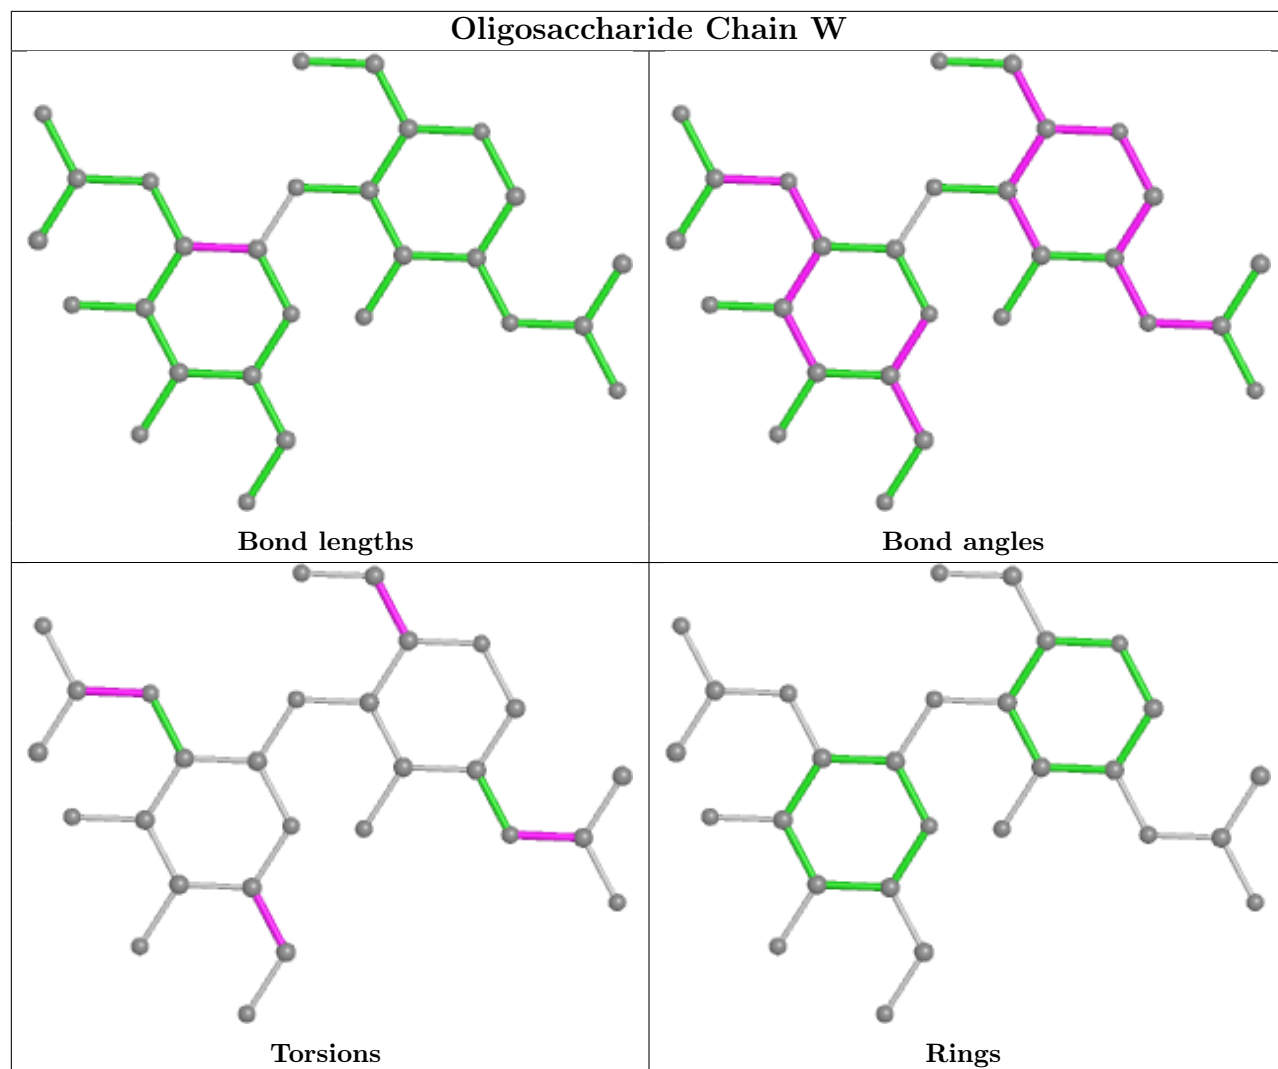 Oligosaccharide Chain W
Bond lengths
Bond angles
Torsions
Rings